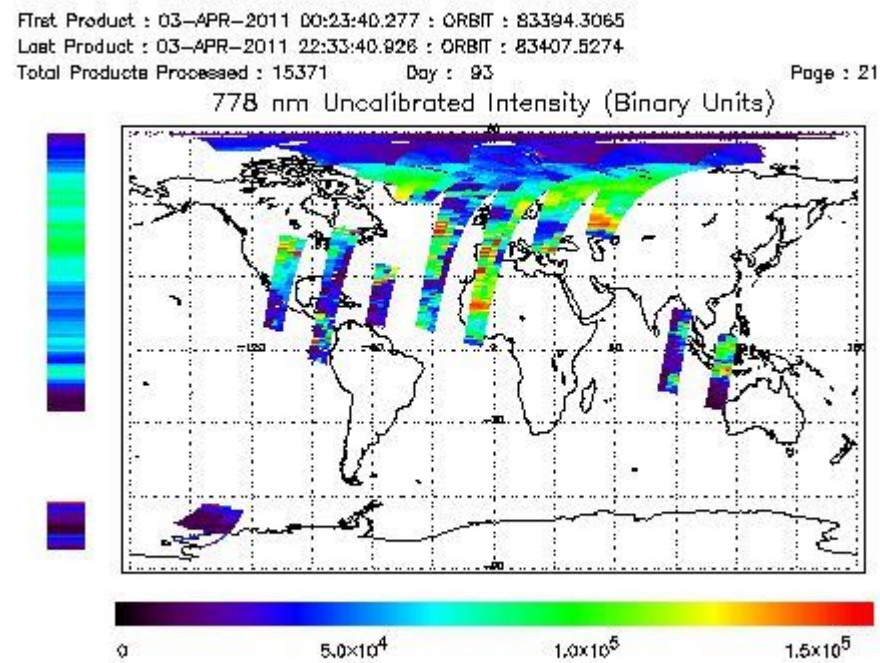 First Product : 03-APR-2011 00:23:40.277 : ORBIT : 83394.3065
Last Product : 03-APR-2011 22:33:40.926 : ORBIT : 83407.5274
Total Products Processed : 15371 Day : 93 Page : 21
778 nm Uncalibrated Intensity (Binary Units)
-120
0 5.0x10⁴ 1.0x10⁵ 1.5x10⁵